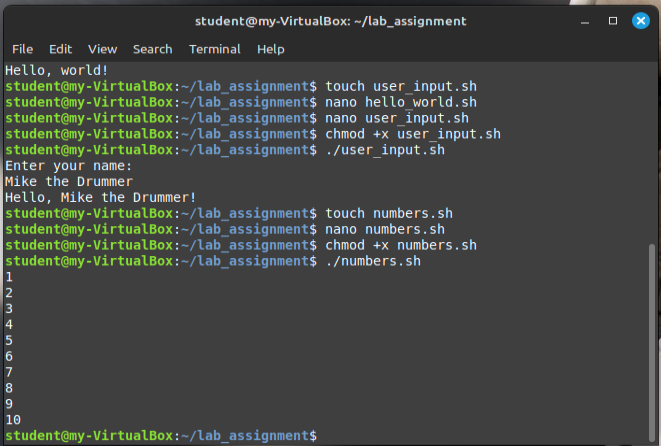 student@my-VirtualBox: ~/lab_assignment
File Edit View Search Terminal Help
Hello, world!
student@my-VirtualBox:~/lab_assignment$ touch user_input.sh
student@my-VirtualBox:~/lab_assignment$ nano hello_world.sh
student@my-VirtualBox:~/lab_assignment$ nano user_input.sh
student@my-VirtualBox:~/lab_assignment$ chmod +x user_input.sh
student@my-VirtualBox:~/lab_assignment$ ./user_input.sh
Enter your name:
Mike the Drummer
Hello, Mike the Drummer!
student@my-VirtualBox:~/lab_assignment$ touch numbers.sh
student@my-VirtualBox:~/lab_assignment$ nano numbers.sh
student@my-VirtualBox:~/lab_assignment$ chmod +x numbers.sh
student@my-VirtualBox:~/lab_assignment$ ./numbers.sh
1
2
3
4
5
6
7
8
9
10
student@my-VirtualBox:~/lab_assignment$